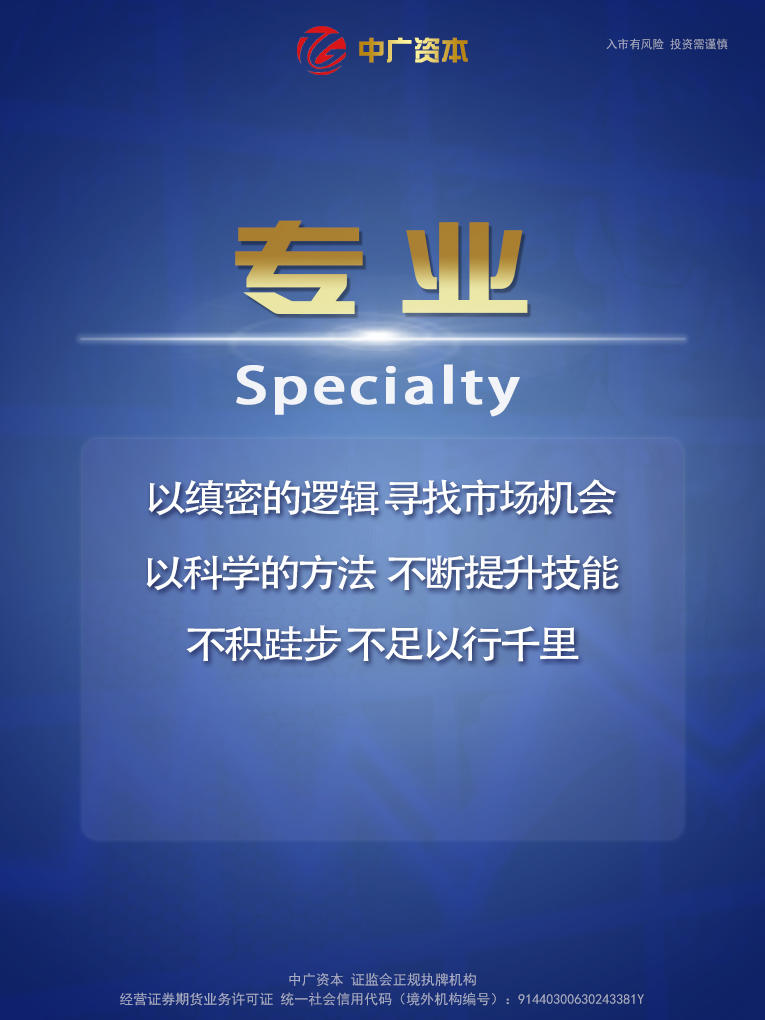 中广资本
入市有风险 投资需谨慎
专业
Specialty
以缜密的逻辑 寻找市场机会
以科学的方法 不断提升技能
不积跬步 不足以行千里
中广资本 证监会正规执牌机构
经营证券期货业务许可证 统一社会信用代码（境外机构编号）：91440300630243381Y